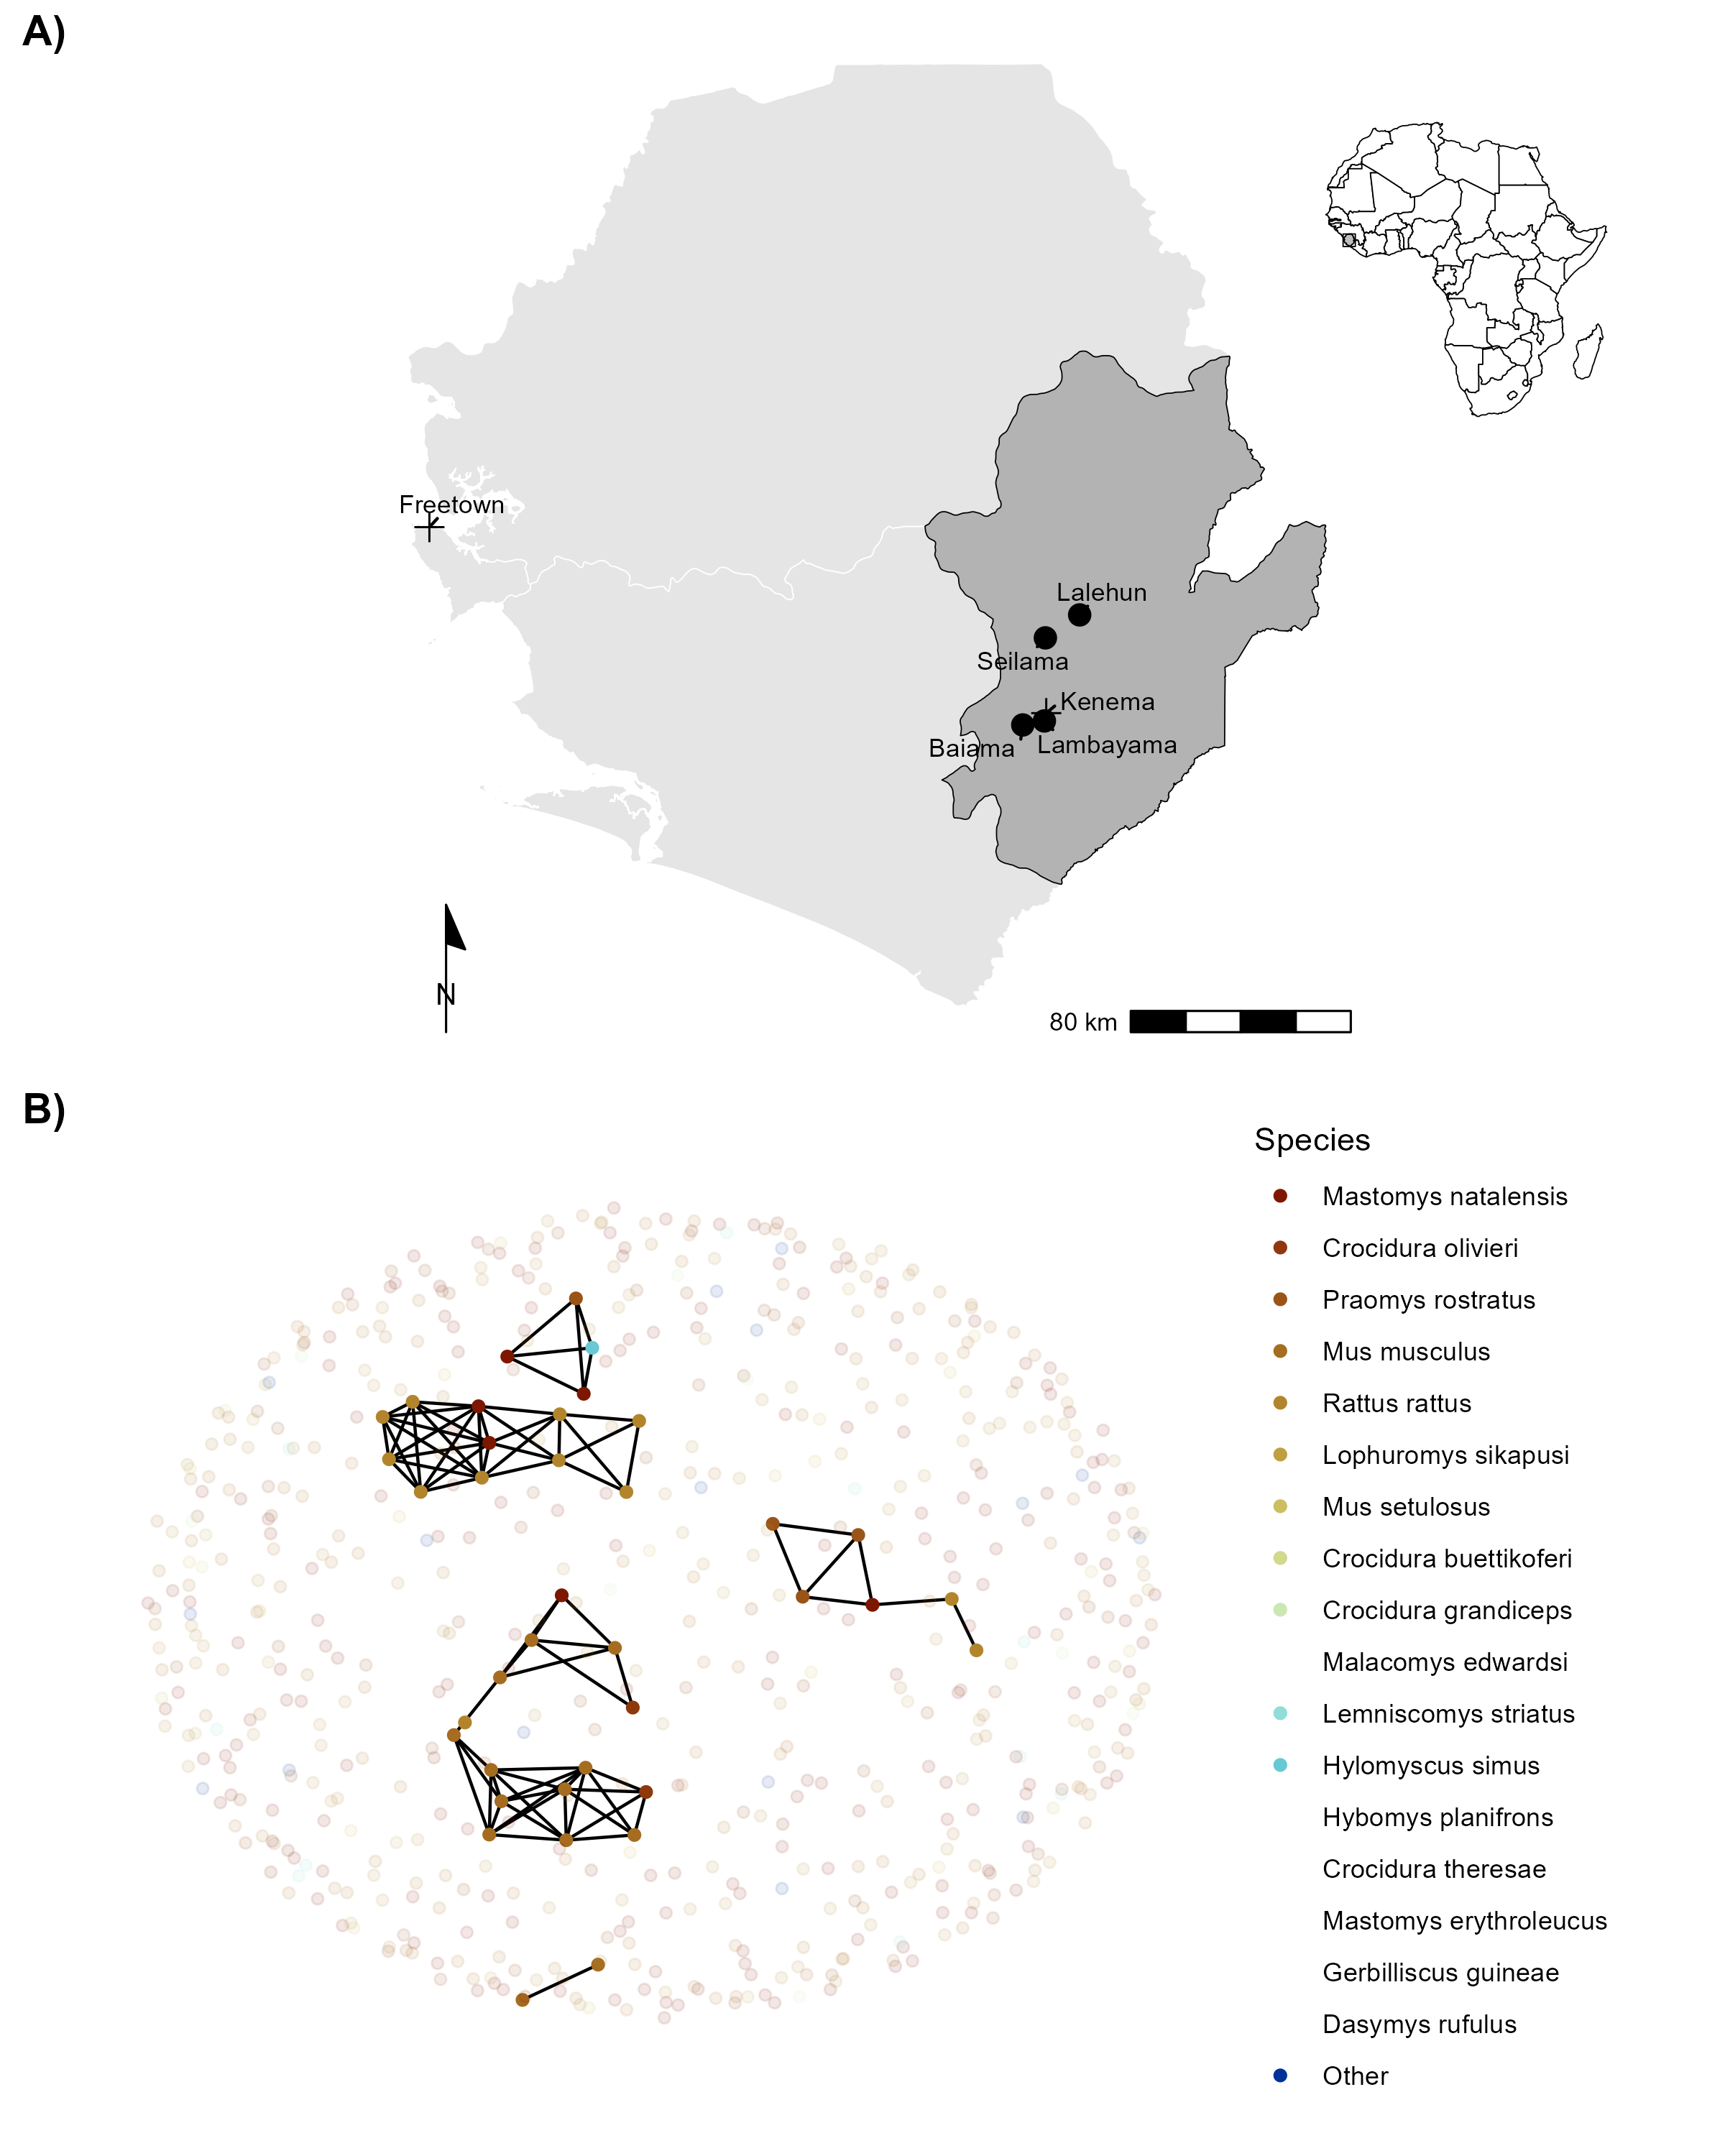 A)
Freetown
Lalehun
Seilama
Kenema
Baiama
Lambayama
N
80 km
B)
Species
Mastomys natalensis
Crocidura olivieri
Praomys rostratus
Mus musculus
Rattus rattus
Lophuromys sikapusi
Mus setulosus
Crocidura buettikoferi
Crocidura grandiceps
Malacomys edwardsi
Lemniscomys striatus
Hylomyscus simus
Hybomys planifrons
Crocidura theresae
Mastomys erythroleucus
Gerbilliscus guineae
Dasymys rufulus
Other